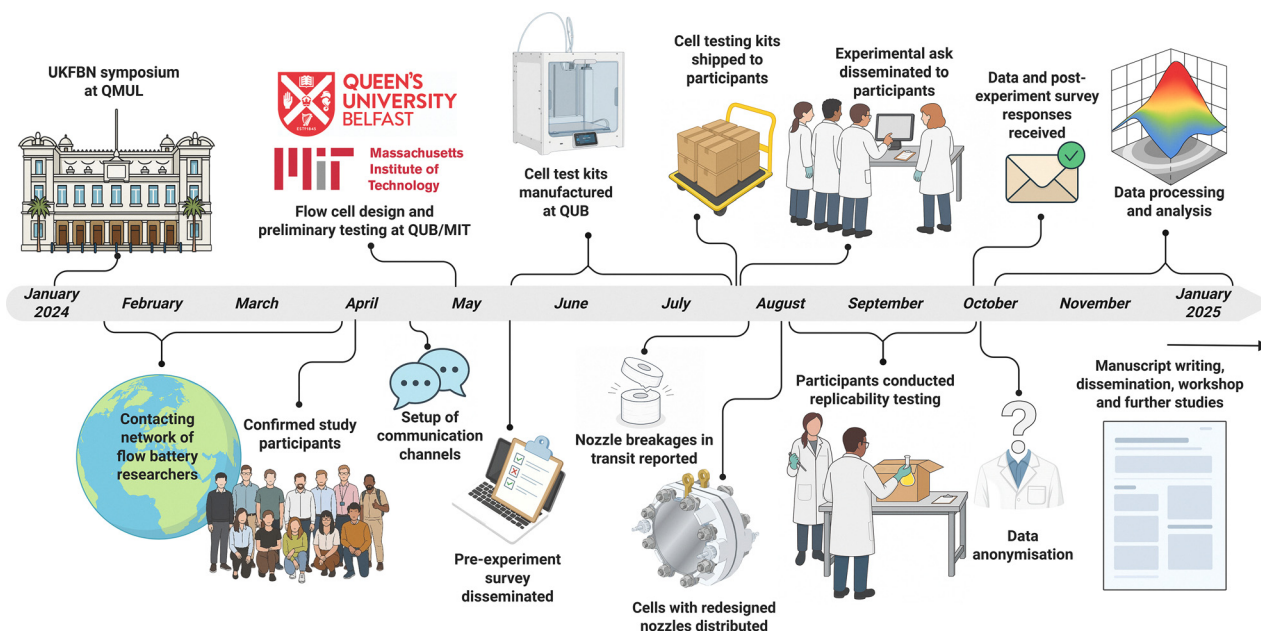 UKFBN symposium
at QMUL
QUEEN'S
UNIVERSITY
BELFAST
ESTD1845
MIT
Massachusetts
Institute of
Technology
Flow cell design and
preliminary testing at QUB/MIT
Cell test kits
manufactured
at QUB
Cell testing kits
shipped to
participants
Experimental ask
disseminated to
participants
Data and post-
experiment survey
responses
received
Data processing
and analysis
January
2024
February
March
April
May
June
July
August
September
October
November
January
2025
Contacting
network of
flow battery
researchers
Confirmed study
participants
Setup of
communication
channels
Pre-experiment
survey
disseminated
Nozzle breakages in
transit reported
Cells with redesigned
nozzles distributed
Participants conducted
replicability testing
?
Data
anonymisation
Manuscript writing,
dissemination, workshop
and further studies